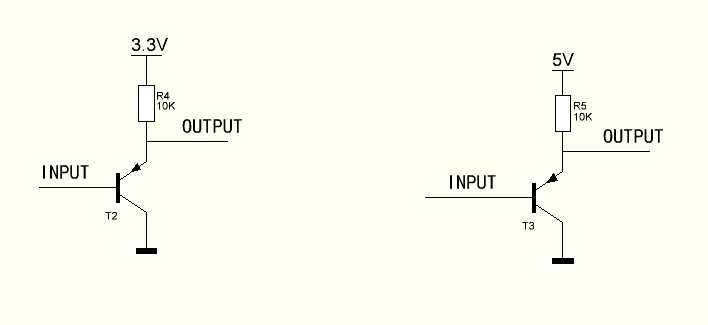 3.3V
R4
10K
OUTPUT
INPUT
T2
5V
R5
10K
OUTPUT
INPUT
T3